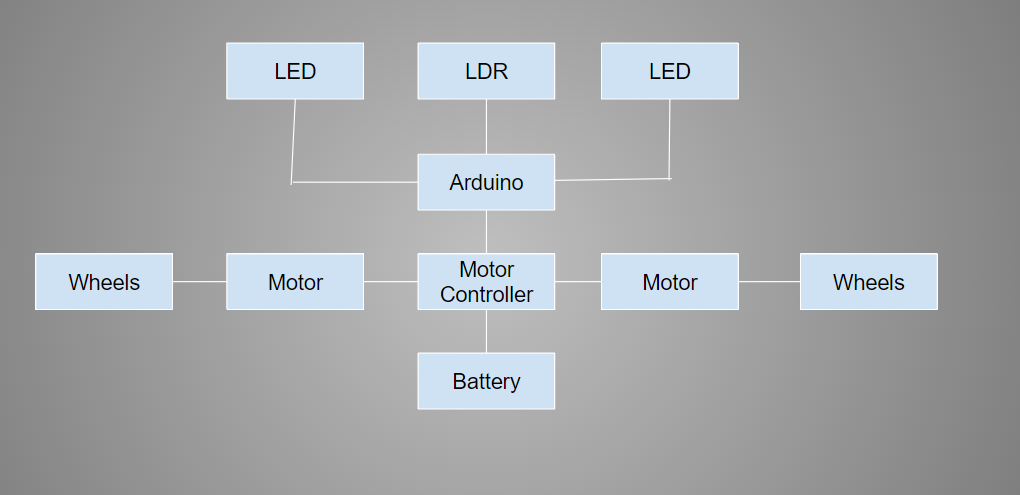 LED
LDR
LED
Arduino
Wheels
Motor
Motor
Controller
Motor
Wheels
Battery